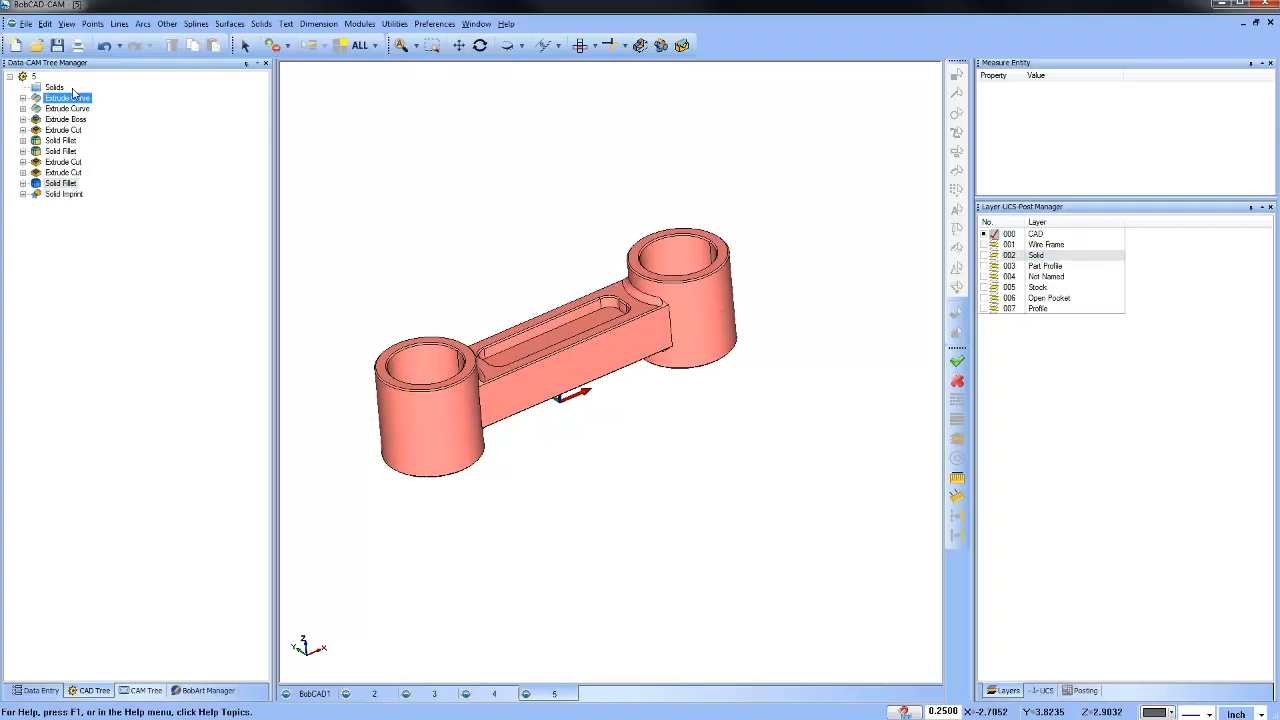 BobCAD-CAM - [5]
File Edit View Points Lines Arcs Other Splines Surfaces Solids Text Dimension Modules Utilities Preferences Window Help
ALL
Data-CAM Tree Manager
5
Solids
Extrude Curve
Extrude Curve
Extrude Boss
Extrude Cut
Solid Fillet
Solid Fillet
Extrude Cut
Extrude Cut
Solid Fillet
Solid Imprint
Measure Entity
Property Value
Layer-UCS-Post Manager
No. Layer
000 CAD
001 Wire Frame
002 Solid
003 Part Profile
004 Not Named
005 Stock
006 Open Pocket
007 Profile
Z
Y X
Data Entry CAD Tree CAM Tree BobArt Manager
BobCAD1 2 3 4 5
Layers UCS Posting
For Help, press F1, or in the Help menu, click Help Topics.
0.2500 X=-2.7052 Y=3.8235 Z=2.9032 Inch